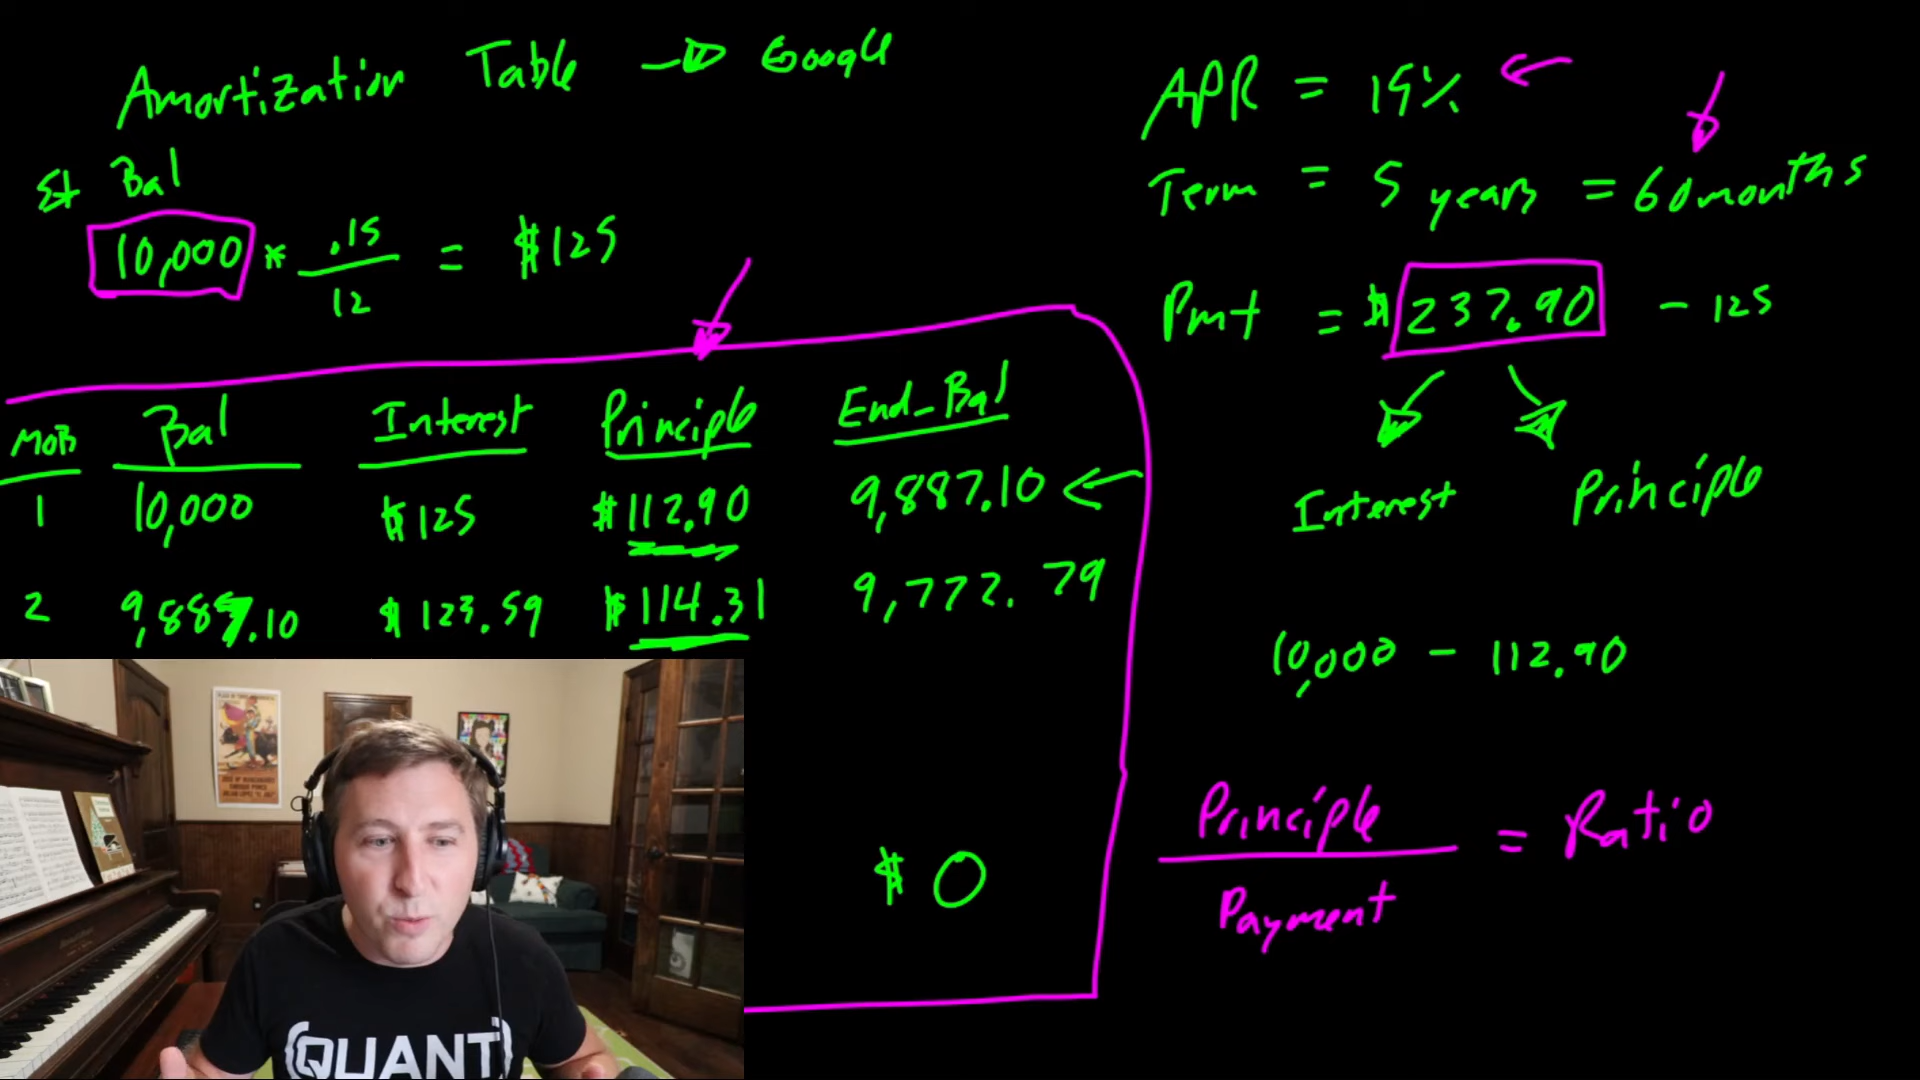 Amortization Table → Google
St Bal
10,000 * .15 / 12 = $125
APR = 15% ←
Term = 5 years = 60 months
Pmt = $237.90 - 125
Interest Principle
MOB Bal Interest Principle End_Bal
1 10,000 $125 $112.90 9,887.10 ←
2 9,887.10 $123.59 $114.31 9,772.79
$0
10,000 - 112.90
Principle / Payment = Ratio
(QUANT)